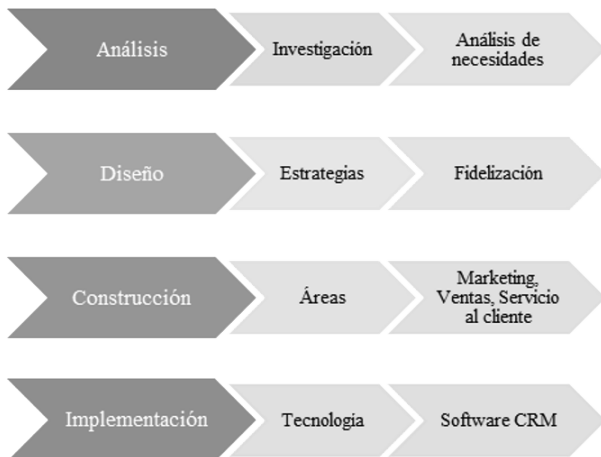 Análisis
Investigación
Análisis de
necesidades
Diseño
Estrategias
Fidelización
Construcción
Áreas
Marketing,
Ventas, Servicio
al cliente
Implementación
Tecnología
Software CRM